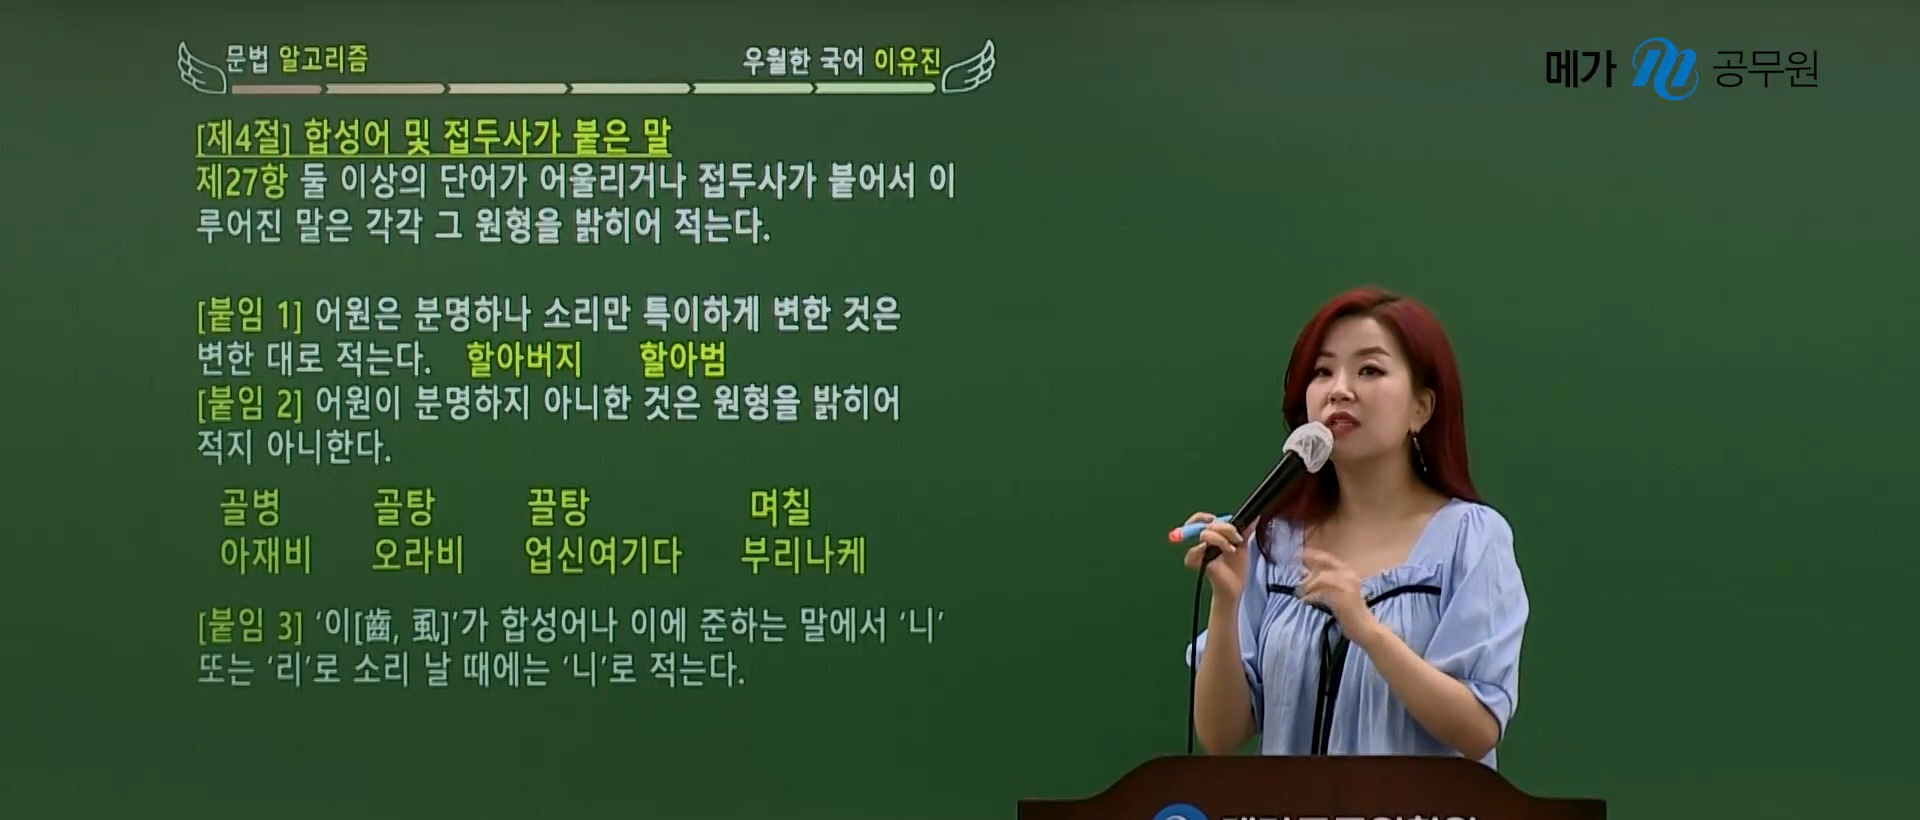 문법 알고리즘
우월한 국어 이유진
메가 공무원
[제4절] 합성어 및 접두사가 붙은 말
제27항 둘 이상의 단어가 어울리거나 접두사가 붙어서 이
루어진 말은 각각 그 원형을 밝히어 적는다.
[붙임 1] 어원은 분명하나 소리만 특이하게 변한 것은
변한 대로 적는다. 할아버지 할아범
[붙임 2] 어원이 분명하지 아니한 것은 원형을 밝히어
적지 아니한다.
골병 골탕 끌탕 며칠
아재비 오라비 업신여기다 부리나케
[붙임 3] ‘이[齒, 虱]’가 합성어나 이에 준하는 말에서 ‘니’
또는 ‘리’로 소리 날 때에는 ‘니’로 적는다.